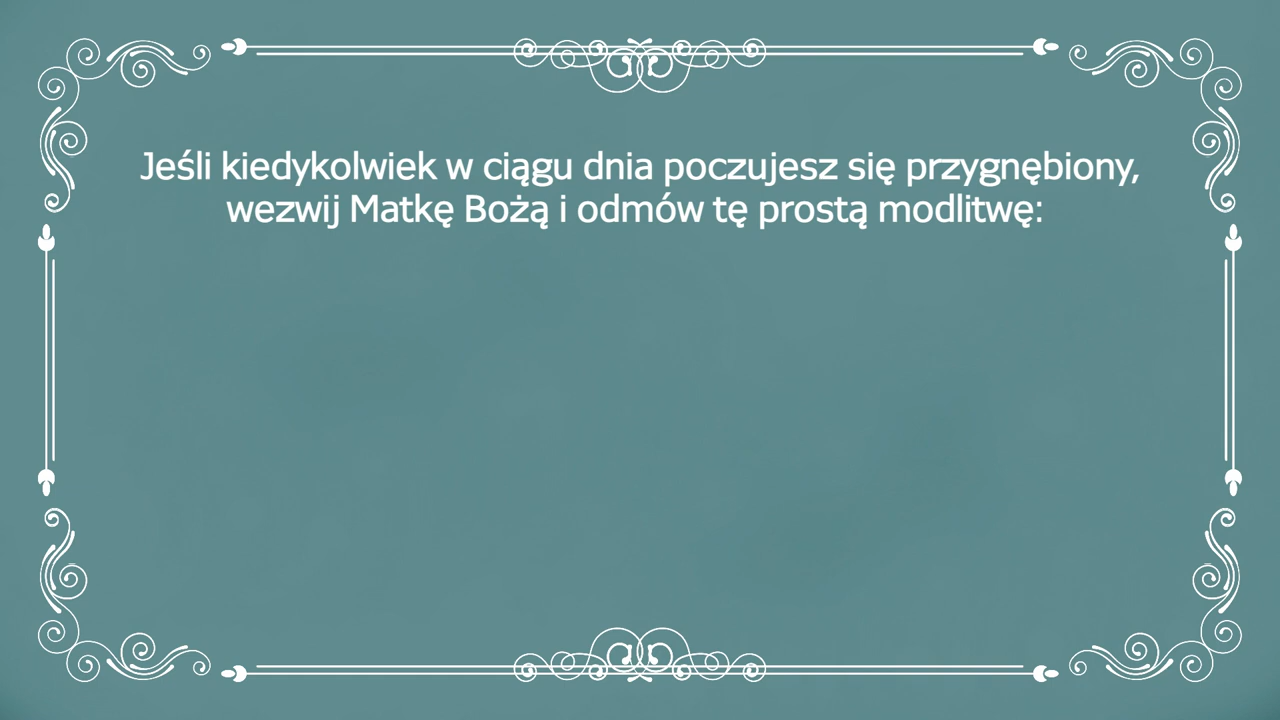 Jeśli kiedykolwiek w ciągu dnia poczujesz się przygnębiony,
wezwij Matkę Bożą i odmów tę prostą modlitwę: